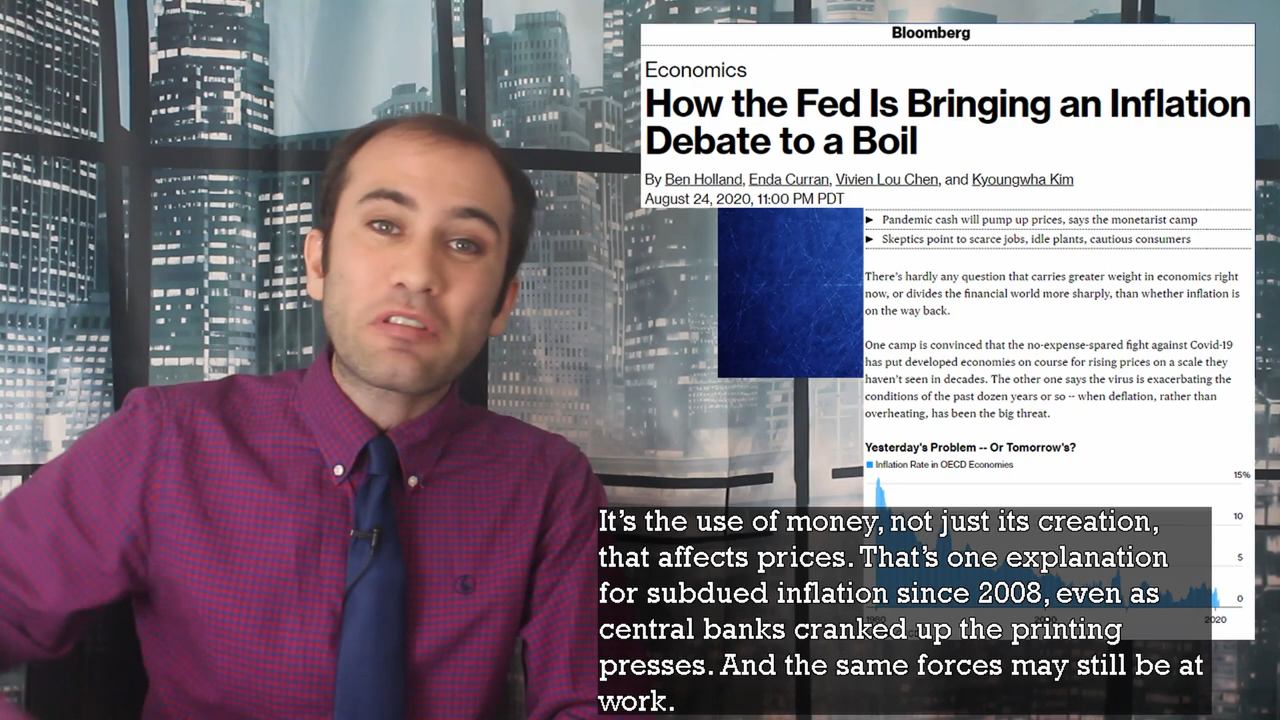 Bloomberg
Economics
How the Fed Is Bringing an Inflation
Debate to a Boil
By Ben Holland, Enda Curran, Vivien Lou Chen, and Kyoungwha Kim
August 24, 2020, 11:00 PM PDT
► Pandemic cash will pump up prices, says the monetarist camp
► Skeptics point to scarce jobs, idle plants, cautious consumers
There's hardly any question that carries greater weight in economics right
now, or divides the financial world more sharply, than whether inflation is
on the way back.
One camp is convinced that the no-expense-spared fight against Covid-19
has put developed economies on course for rising prices on a scale they
haven't seen in decades. The other one says the virus is exacerbating the
conditions of the past dozen years or so -- when deflation, rather than
overheating, has been the big threat.
Yesterday's Problem -- Or Tomorrow's?
Inflation Rate in OECD Economies
15%
10
5
0
1980
2000
2020
It's the use of money, not just its creation,
that affects prices. That's one explanation
for subdued inflation since 2008, even as
central banks cranked up the printing
presses. And the same forces may still be at
work.